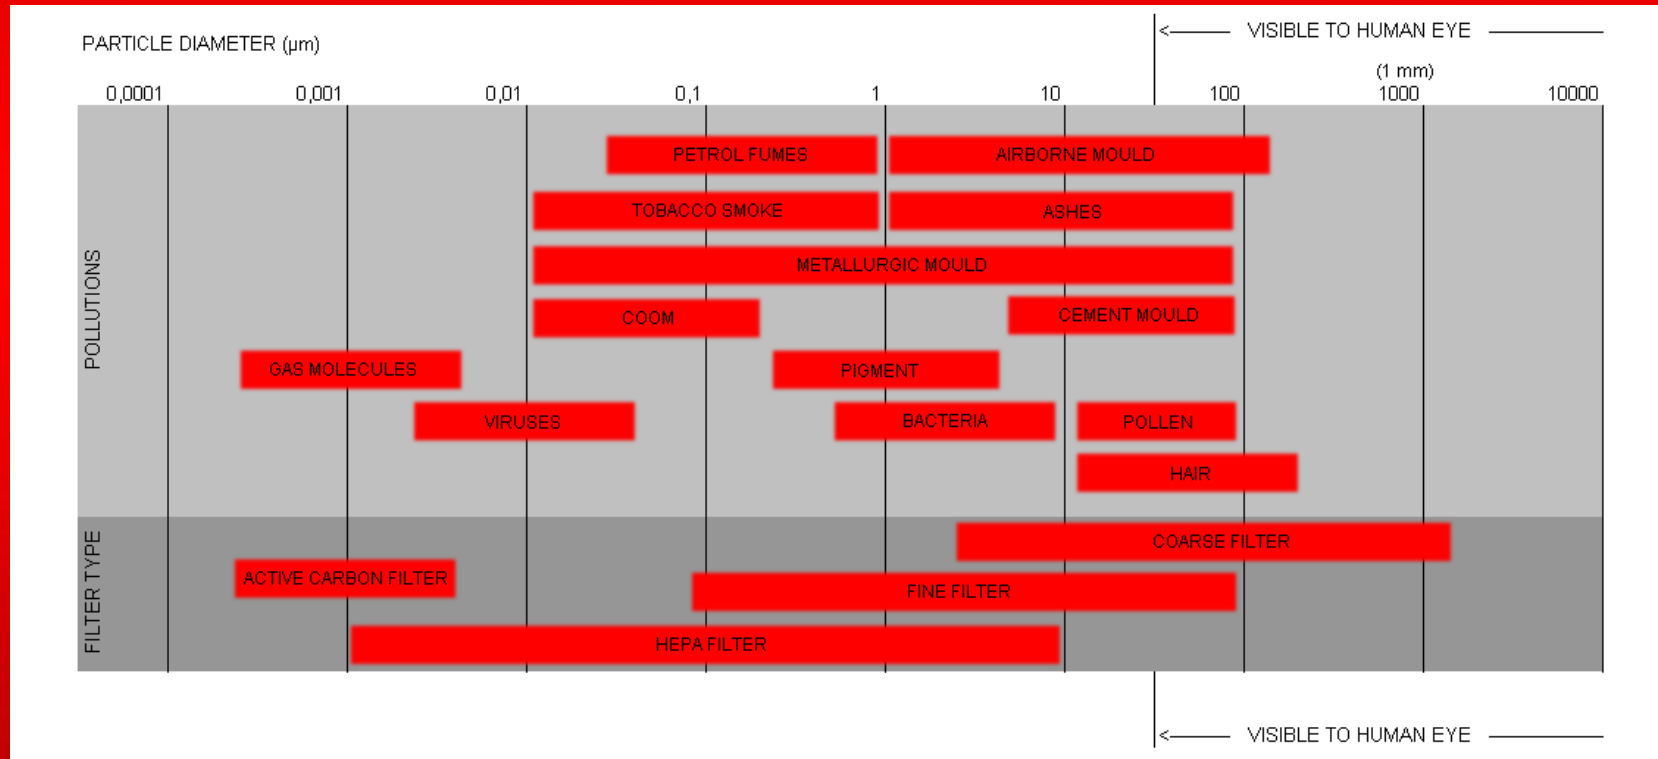 <—— VISIBLE TO HUMAN EYE ——
PARTICLE DIAMETER (µm)
(1 mm)
0,0001 0,001 0,01 0,1 1 10 100 1000 10000
PETROL FUMES AIRBORNE MOULD
TOBACCO SMOKE ASHES
METALLURGIC MOULD
COOM CEMENT MOULD
POLLUTIONS
GAS MOLECULES PIGMENT
VIRUSES BACTERIA POLLEN
HAIR
COARSE FILTER
ACTIVE CARBON FILTER
FINE FILTER
FILTER TYPE
HEPA FILTER
<—— VISIBLE TO HUMAN EYE ——